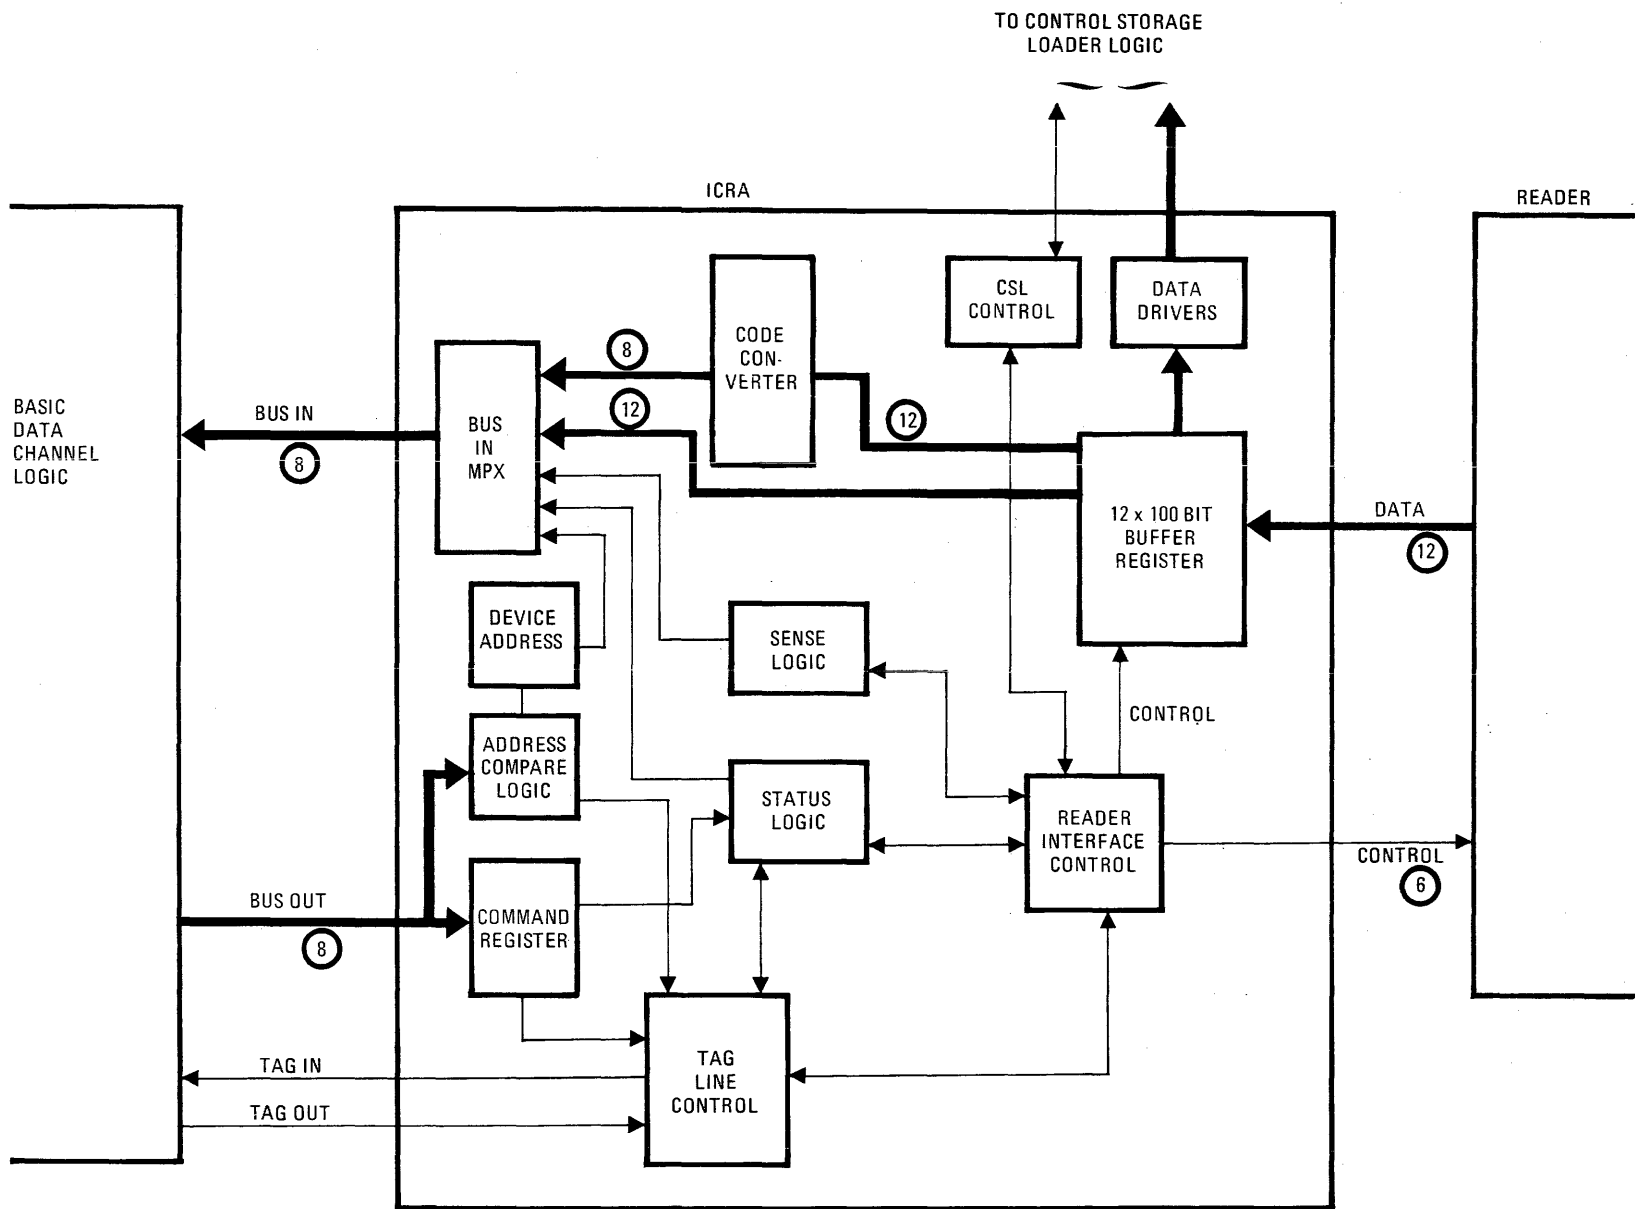 TO CONTROL STORAGE
LOADER LOGIC
ICRA
READER
CSL
CONTROL
DATA
DRIVERS
CODE
CON-
VERTER
8
12
12
BASIC
DATA
CHANNEL
LOGIC
BUS IN
8
BUS
IN
MPX
12 x 100 BIT
BUFFER
REGISTER
DATA
12
DEVICE
ADDRESS
SENSE
LOGIC
CONTROL
ADDRESS
COMPARE
LOGIC
STATUS
LOGIC
READER
INTERFACE
CONTROL
CONTROL
6
BUS OUT
8
COMMAND
REGISTER
TAG IN
TAG OUT
TAG
LINE
CONTROL